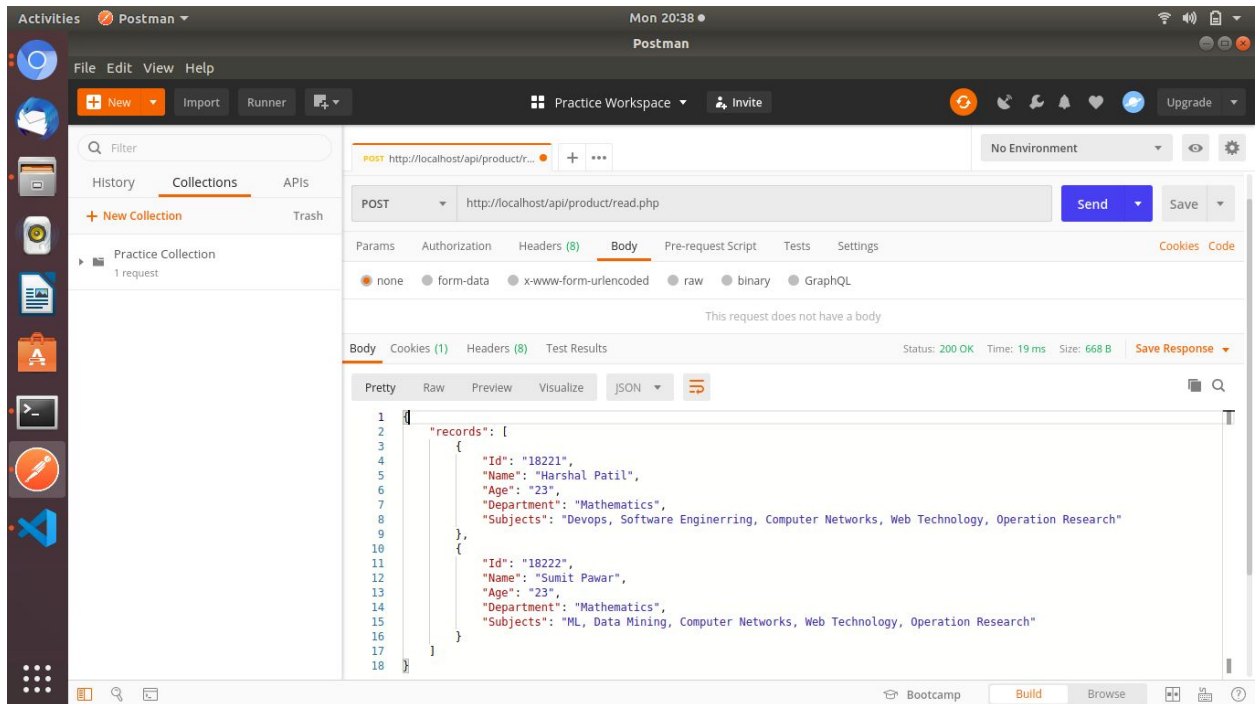 Activities Postman Mon 20:38
Postman
File Edit View Help
New Import Runner Practice Workspace Invite Upgrade
Filter
History Collections APIs
+ New Collection Trash
Practice Collection
1 request
POST http://localhost/api/product/r... + ••• No Environment
POST http://localhost/api/product/read.php Send Save
Params Authorization Headers (8) Body Pre-request Script Tests Settings Cookies Code
none form-data x-www-form-urlencoded raw binary GraphQL
This request does not have a body
Body Cookies (1) Headers (8) Test Results Status: 200 OK Time: 19 ms Size: 668 B Save Response
Pretty Raw Preview Visualize JSON
1 {
2 "records": [
3 {
4 "Id": "18221",
5 "Name": "Harshal Patil",
6 "Age": "23",
7 "Department": "Mathematics",
8 "Subjects": "Devops, Software Enginerring, Computer Networks, Web Technology, Operation Research"
9 },
10 {
11 "Id": "18222",
12 "Name": "Sumit Pawar",
13 "Age": "23",
14 "Department": "Mathematics",
15 "Subjects": "ML, Data Mining, Computer Networks, Web Technology, Operation Research"
16 }
17 ]
18 }
Bootcamp Build Browse